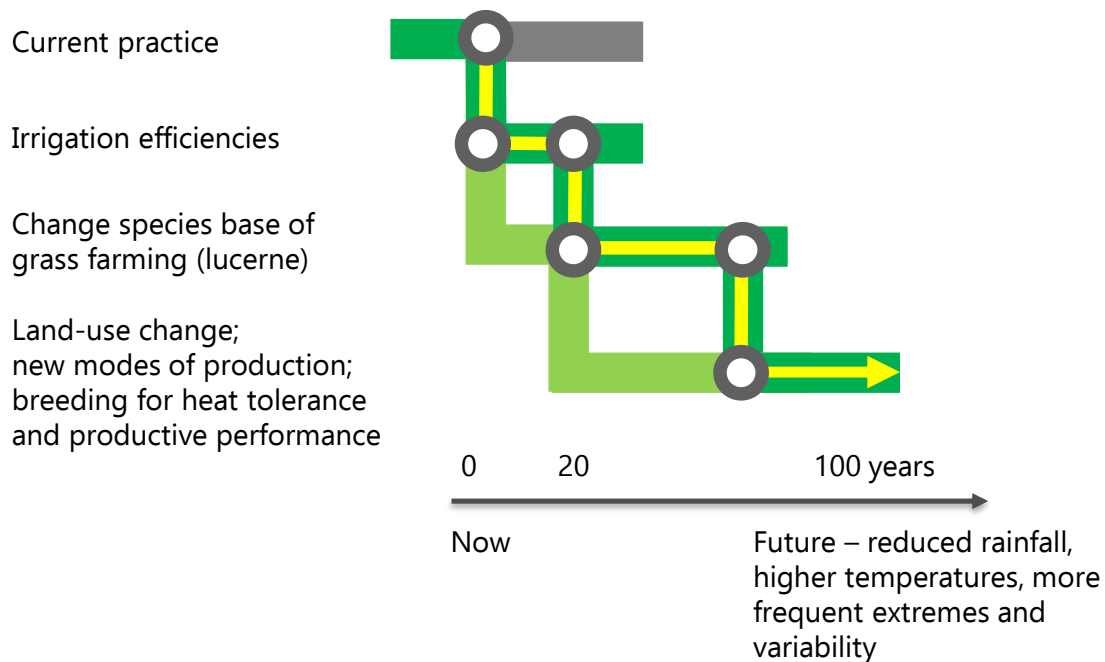 Current practice
Irrigation efficiencies
Change species base of
grass farming (lucerne)
Land-use change;
new modes of production;
breeding for heat tolerance
and productive performance
0 20 100 years
Now
Future – reduced rainfall,
higher temperatures, more
frequent extremes and
variability